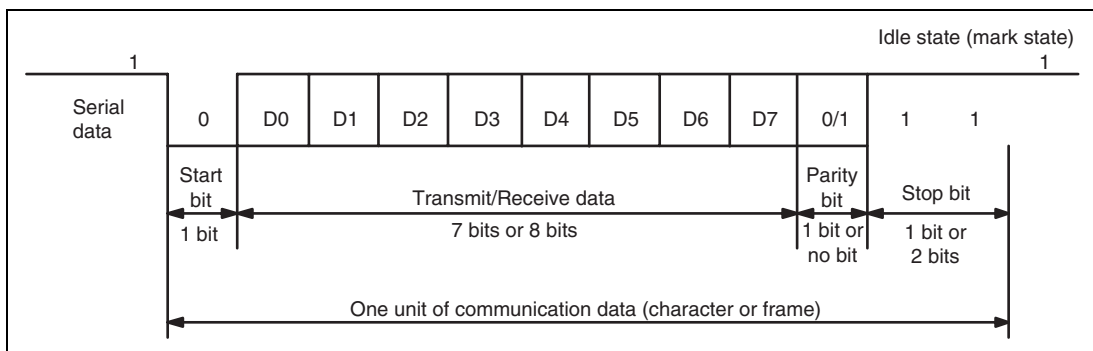 Idle state (mark state)
1
1
Serial
data
0 D0 D1 D2 D3 D4 D5 D6 D7 0/1 1 1
Start
bit
1 bit
Transmit/Receive data
7 bits or 8 bits
Parity
bit
1 bit or
no bit
Stop bit
1 bit or
2 bits
One unit of communication data (character or frame)